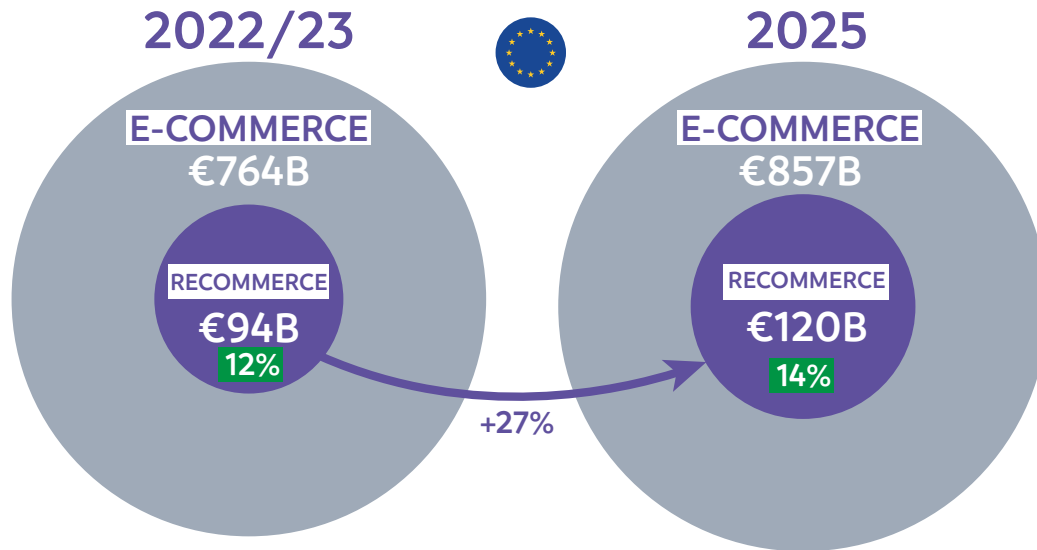 2022/23
E-COMMERCE
€764B
RECOMMERCE
€94B
12%
+27%
2025
E-COMMERCE
€857B
RECOMMERCE
€120B
14%